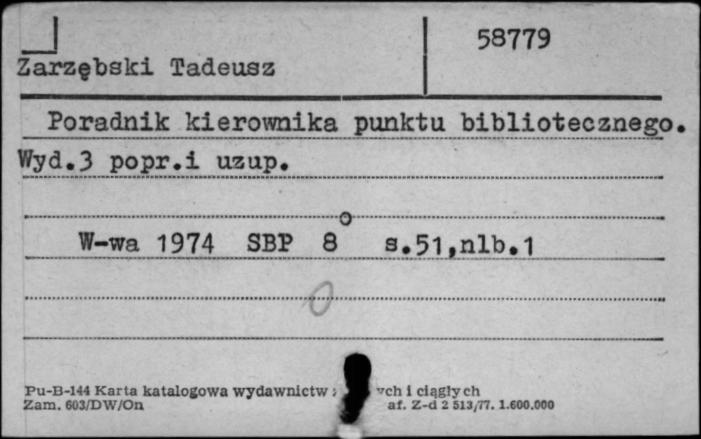 58779
Zarzębski Tadeusz
Poradnik kierownika punktu bibliotecznego.
Wyd.3 popr.i uzup.
W-wa 1974 SBP 8° s.51,nlb.1
0
Pu-B-144 Karta katalogowa wydawnictw i ciągłych
Zam. 603/DW/On af. Z-d 2 513/77. 1.600.000